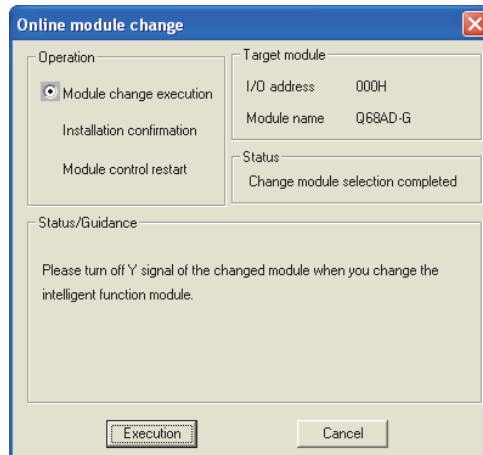 Online module change
Operation
Module change execution
Installation confirmation
Module control restart
Target module
I/O address 000H
Module name Q68AD-G
Status
Change module selection completed
Status/Guidance
Please turn off Y signal of the changed module when you change the
intelligent function module.
Execution Cancel